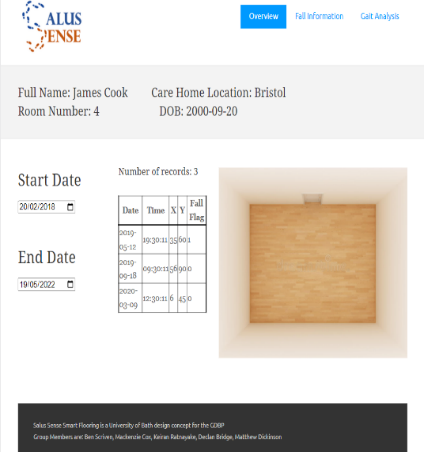 SALUS
SENSE
Overview Fall Information Gait Analysis
Full Name: James Cook Care Home Location: Bristol
Room Number: 4 DOB: 2000-09-20
Number of records: 3
Start Date
20/02/2018
End Date
19/05/2022
Date Time X Y Fall Flag
2019-05-12 19:30:11 35 60 1
2019-09-18 09:30:11 56 90 0
2020-03-09 12:30:11 6 45 0
Salus Sense Smart Flooring is a University of Bath design concept for the GDBP
Group Members are: Ben Scriven, Mackenzie Cox, Keiran Ratnayake, Declan Bridge, Matthew Dickinson